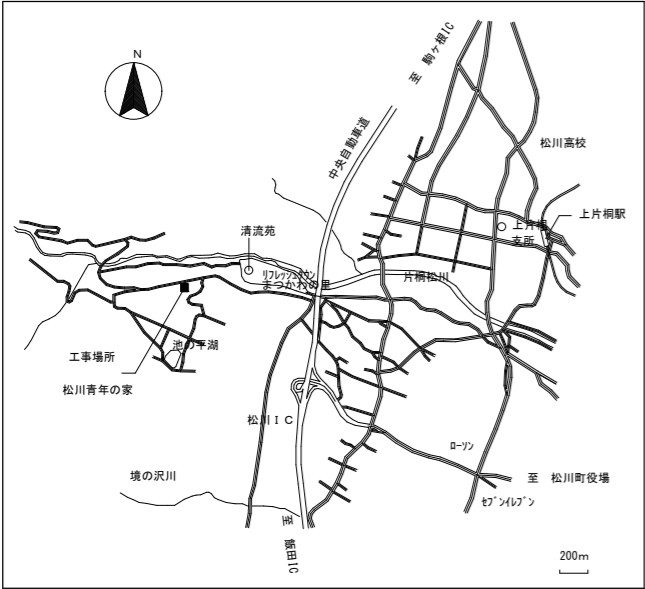 N
至 駒ヶ根IC
中央自動車道
松川高校
清流苑
上片桐
支所
上片桐駅
ﾘﾌﾚｯｼｭﾀｳﾝ
まつかわの里
片桐松川
工事場所
池の平湖
松川青年の家
松川ＩＣ
ﾛｰｿﾝ
境の沢川
至 松川町役場
ｾﾌﾞﾝｲﾚﾌﾞﾝ
至 飯田IC
200m